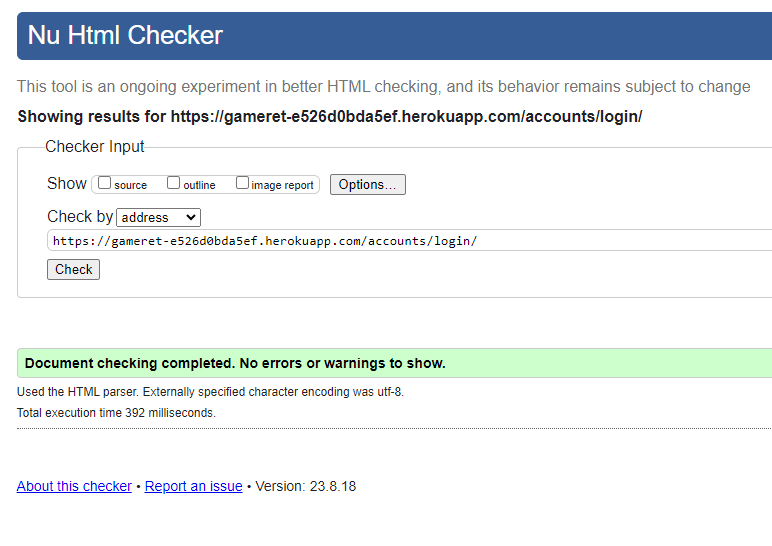 Nu Html Checker
This tool is an ongoing experiment in better HTML checking, and its behavior remains subject to change
Showing results for https://gameret-e526d0bda5ef.herokuapp.com/accounts/login/
Checker Input
Show source outline image report Options...
Check by address
https://gameret-e526d0bda5ef.herokuapp.com/accounts/login/
Check
Document checking completed. No errors or warnings to show.
Used the HTML parser. Externally specified character encoding was utf-8.
Total execution time 392 milliseconds.
About this checker • Report an issue • Version: 23.8.18